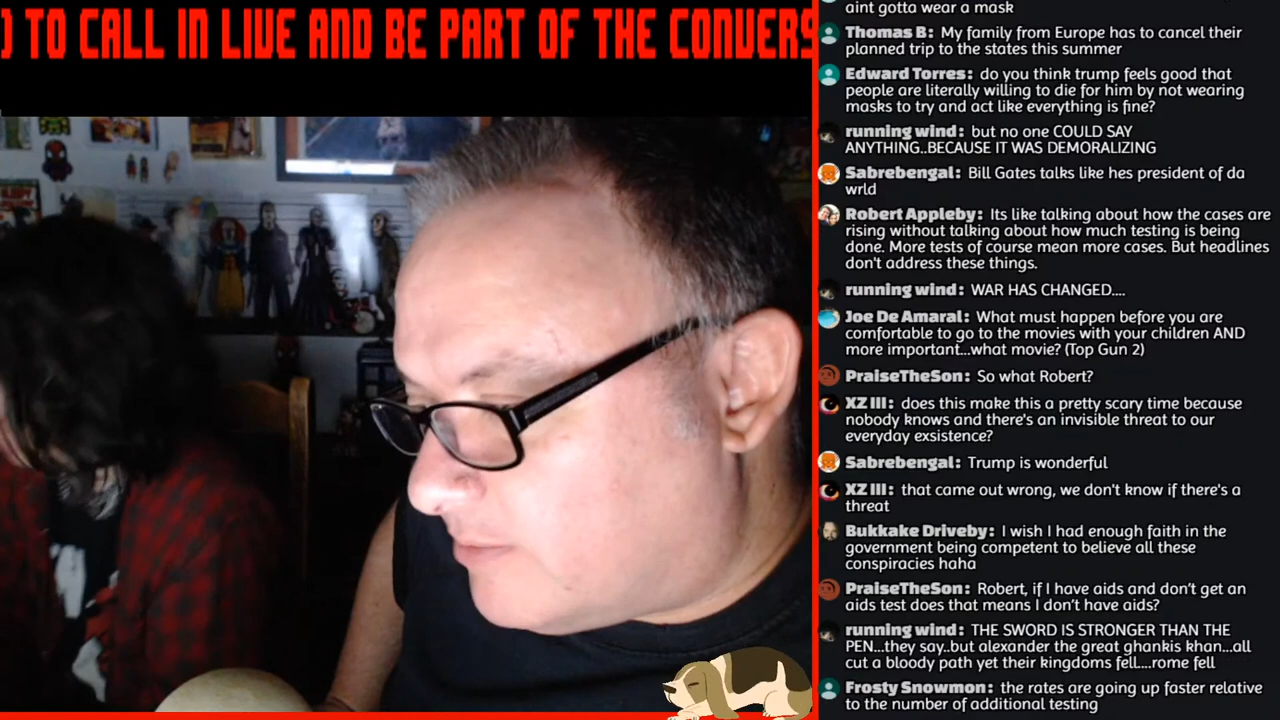 ) TO CALL IN LIVE AND BE PART OF THE CONVERS
aint gotta wear a mask
Thomas B: My family from Europe has to cancel their
planned trip to the states this summer
Edward Torres: do you think trump feels good that
people are literally willing to die for him by not wearing
masks to try and act like everything is fine?
running wind: but no one COULD SAY
ANYTHING..BECAUSE IT WAS DEMORALIZING
Sabrebengal: Bill Gates talks like hes president of da
wrld
Robert Appleby: Its like talking about how the cases are
rising without talking about how much testing is being
done. More tests of course mean more cases. But headlines
don't address these things.
running wind: WAR HAS CHANGED....
Joe De Amaral: What must happen before you are
comfortable to go to the movies with your children AND
more important...what movie? (Top Gun 2)
PraiseTheSon: So what Robert?
XZ III: does this make this a pretty scary time because
nobody knows and there's an invisible threat to our
everyday exsistence?
Sabrebengal: Trump is wonderful
XZ III: that came out wrong, we don't know if there's a
threat
Bukkake Driveby: I wish I had enough faith in the
government being competent to believe all these
conspiracies haha
PraiseTheSon: Robert, if I have aids and don't get an
aids test does that means I don't have aids?
running wind: THE SWORD IS STRONGER THAN THE
PEN...they say..but alexander the great ghankis khan...all
cut a bloody path yet their kingdoms fell....rome fell
Frosty Snowmon: the rates are going up faster relative
to the number of additional testing